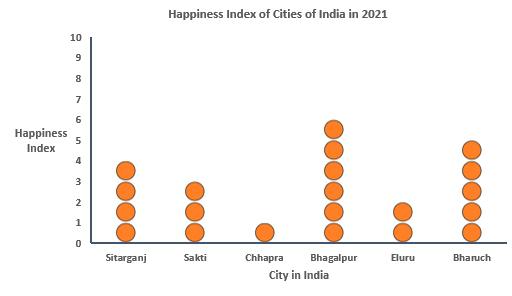 Happiness Index of Cities of India in 2021
10
9
8
7
6
5
4
3
2
1
0
Happiness
Index
Sitarganj Sakti Chhapra Bhagalpur Eluru Bharuch
City in India